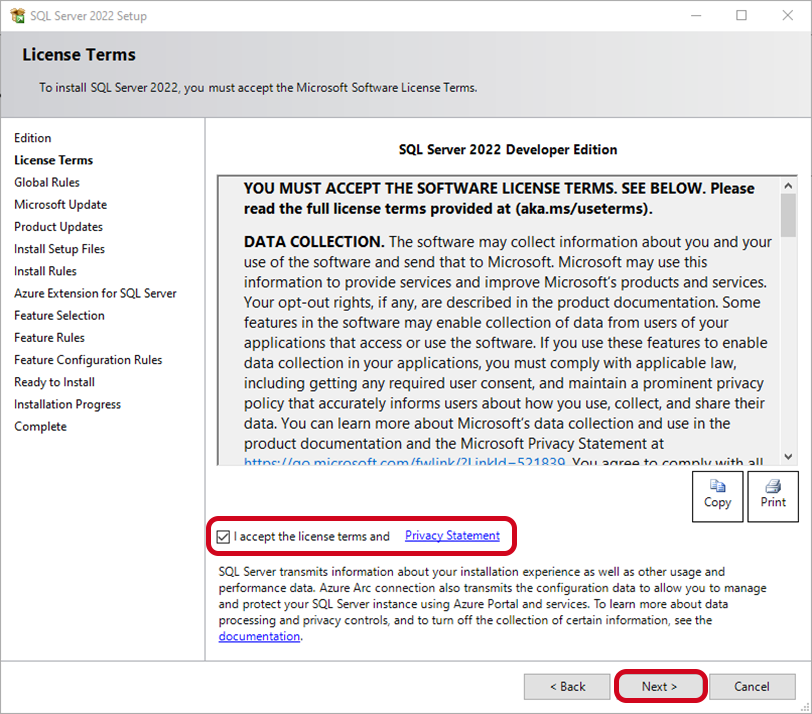 SQL Server 2022 Setup
License Terms
To install SQL Server 2022, you must accept the Microsoft Software License Terms.
Edition
License Terms
Global Rules
Microsoft Update
Product Updates
Install Setup Files
Install Rules
Azure Extension for SQL Server
Feature Selection
Feature Rules
Feature Configuration Rules
Ready to Install
Installation Progress
Complete
SQL Server 2022 Developer Edition
YOU MUST ACCEPT THE SOFTWARE LICENSE TERMS. SEE BELOW. Please
read the full license terms provided at (aka.ms/useterms).
DATA COLLECTION. The software may collect information about you and your
use of the software and send that to Microsoft. Microsoft may use this
information to provide services and improve Microsoft's products and services.
Your opt-out rights, if any, are described in the product documentation. Some
features in the software may enable collection of data from users of your
applications that access or use the software. If you use these features to enable
data collection in your applications, you must comply with applicable law,
including getting any required user consent, and maintain a prominent privacy
policy that accurately informs users about how you use, collect, and share their
data. You can learn more about Microsoft's data collection and use in the
product documentation and the Microsoft Privacy Statement at
https://go.microsoft.com/fwlink/?LinkId=521839. You agree to comply with all
Copy
Print
I accept the license terms and Privacy Statement
SQL Server transmits information about your installation experience as well as other usage and
performance data. Azure Arc connection also transmits the configuration data to allow you to manage
and protect your SQL Server instance using Azure Portal and services. To learn more about data
processing and privacy controls, and to turn off the collection of certain information, see the
documentation.
< Back
Next >
Cancel